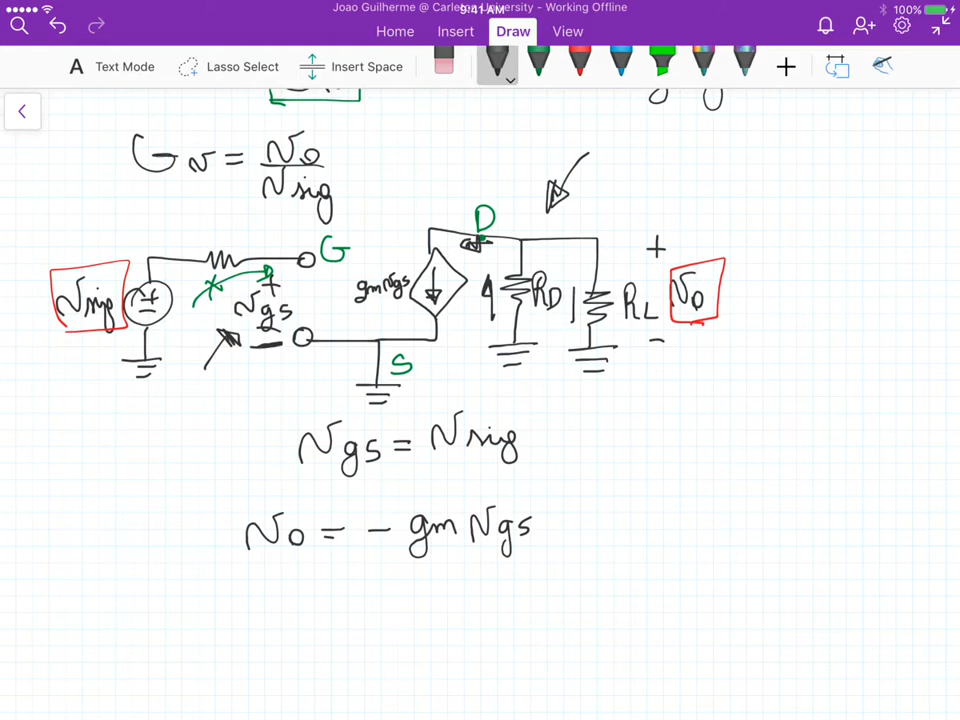 Joao Guilherme @ Carleton University - Working Offline
9:41 AM
100%
Home Insert Draw View
A Text Mode Lasso Select Insert Space
Gv = vo / vsig
D
G
vsig
+
vgs
−
gmvgs
RD
RL
+
vo
−
S
vgs = vsig
vo = − gm vgs